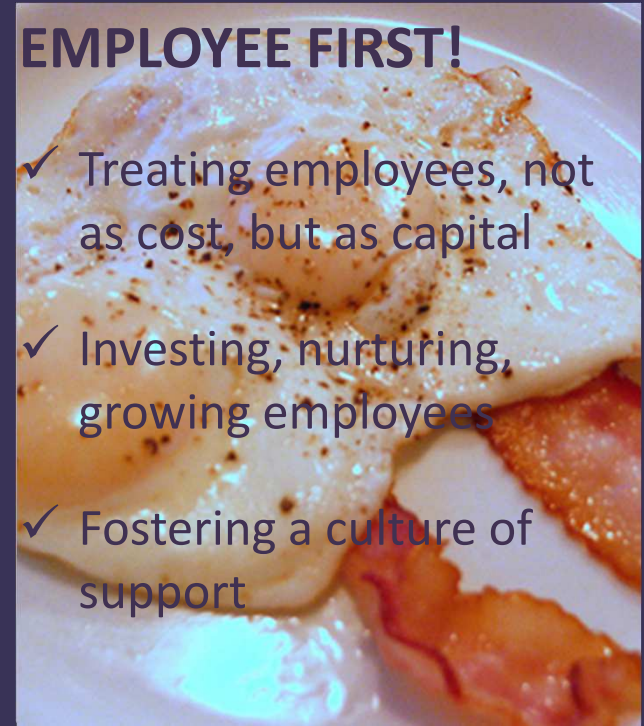 EMPLOYEE FIRST!
✓ Treating employees, not
as cost, but as capital
✓ Investing, nurturing,
growing employees
✓ Fostering a culture of
support